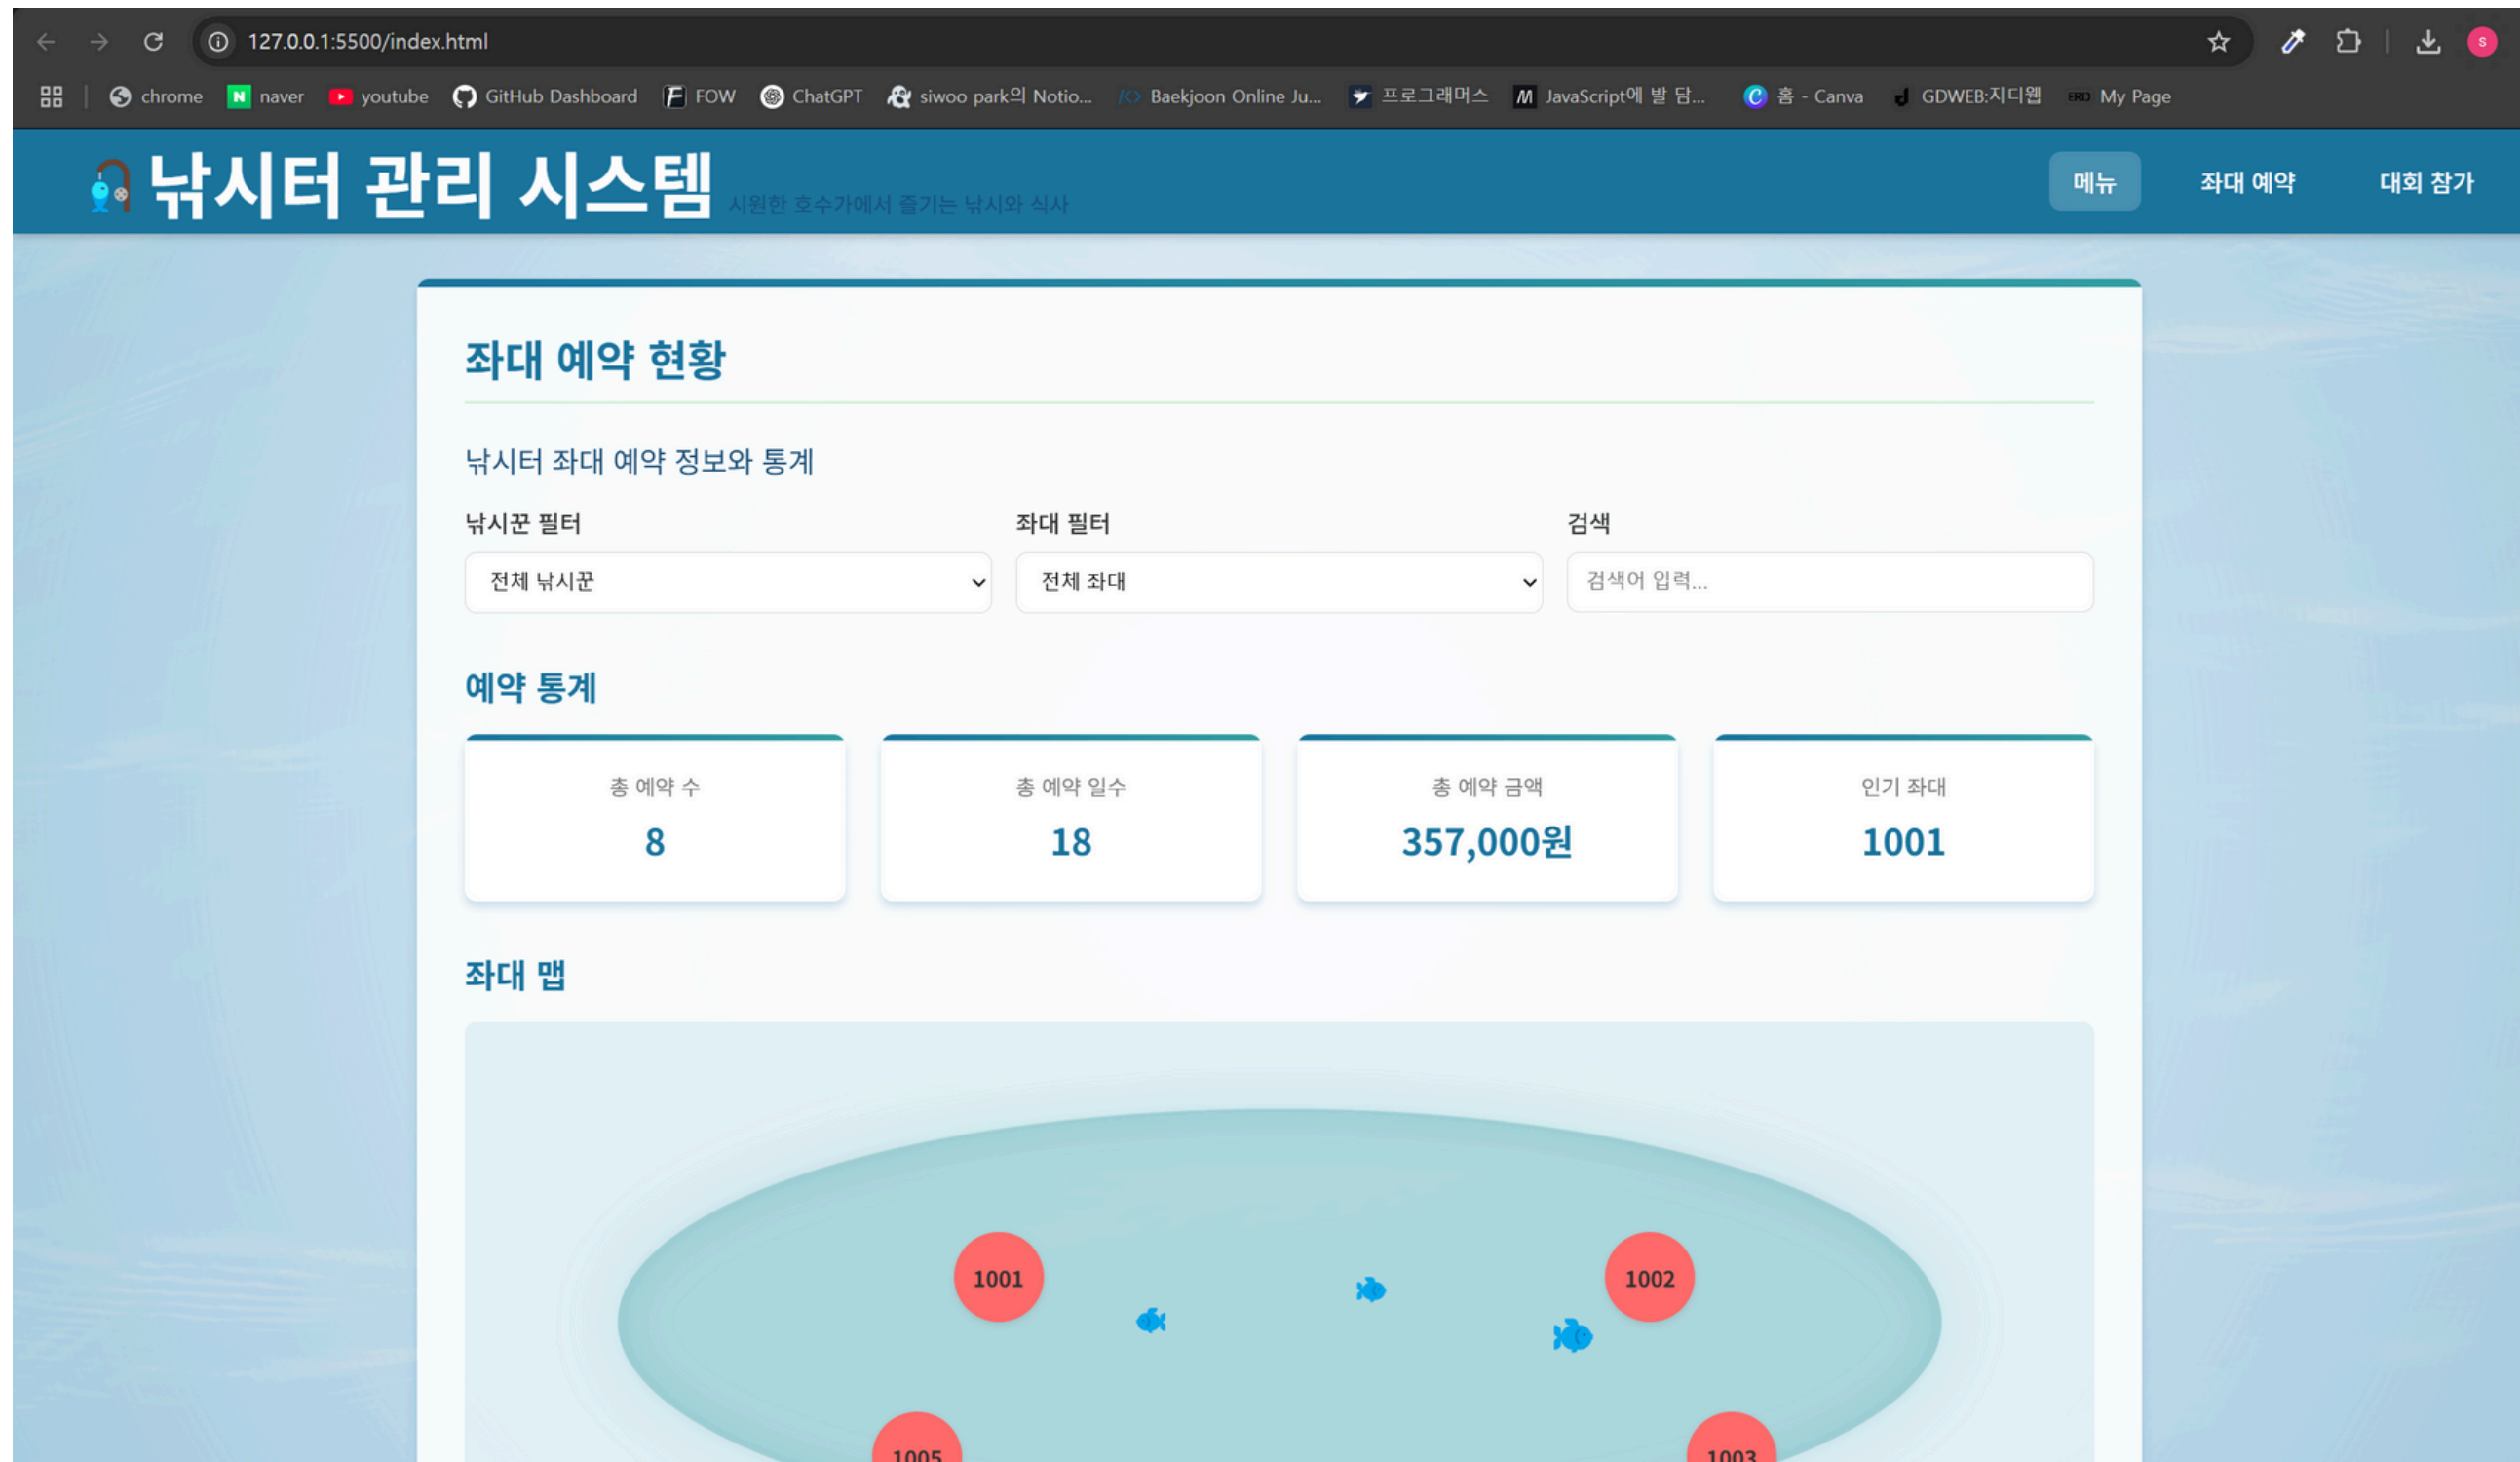 127.0.0.1:5500/index.html
S
chrome naver youtube GitHub Dashboard FOW ChatGPT siwoo park의 Notio... Baekjoon Online Ju... 프로그래머스 JavaScript에 발 담... 홈 - Canva GDWEB:지디웹 My Page
낚시터 관리 시스템 시원한 호수가에서 즐기는 낚시와 식사 메뉴 좌대 예약 대회 참가
좌대 예약 현황
낚시터 좌대 예약 정보와 통계
낚시꾼 필터 좌대 필터 검색
전체 낚시꾼 전체 좌대 검색어 입력...
예약 통계
총 예약 수 총 예약 일수 총 예약 금액 인기 좌대
8 18 357,000원 1001
좌대 맵
1001 1002
1005 1003